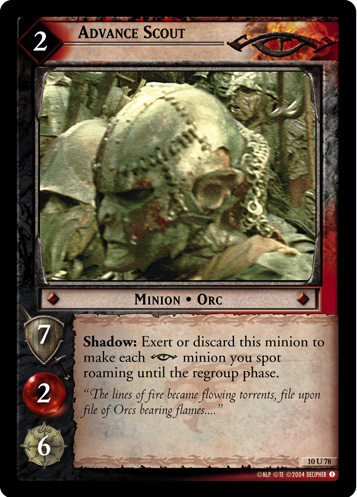 2
ADVANCE SCOUT
MINION • ORC
7
2
6
Shadow: Exert or discard this minion to
make each minion you spot
roaming until the regroup phase.
“The lines of fire became flowing torrents, file upon
file of Orcs bearing flames....”
10 U 78
©NLP ©TE ©2004 DECIPHER